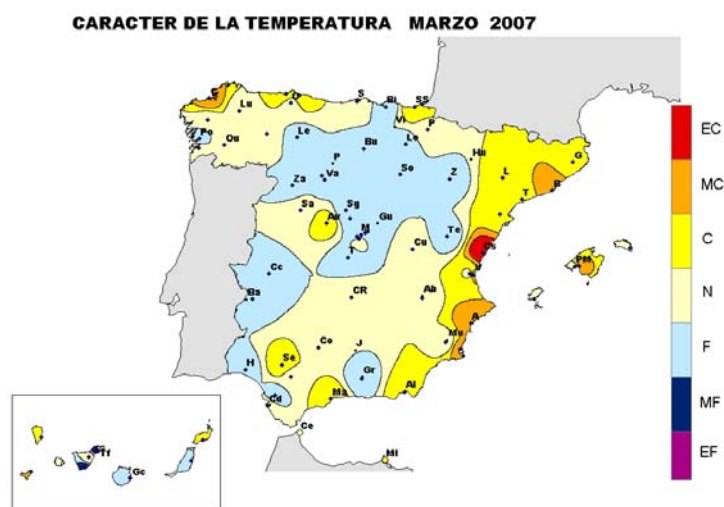 CARACTER DE LA TEMPERATURA MARZO 2007
C
Lu
O
S
Bi
SS
Po
Ou
Le
Vi
Lo
P
Bu
Hu
P
Va
Za
So
Z
L
G
B
T
Sa
Sg
Av
Gu
M
T
Te
Cs
Cu
V
PM
Cc
Ba
CR
Ab
A
Mu
Co
J
H
Se
Gr
Al
Cd
Ma
Ce
Ml
Tf
Gc
EC
MC
C
N
F
MF
EF